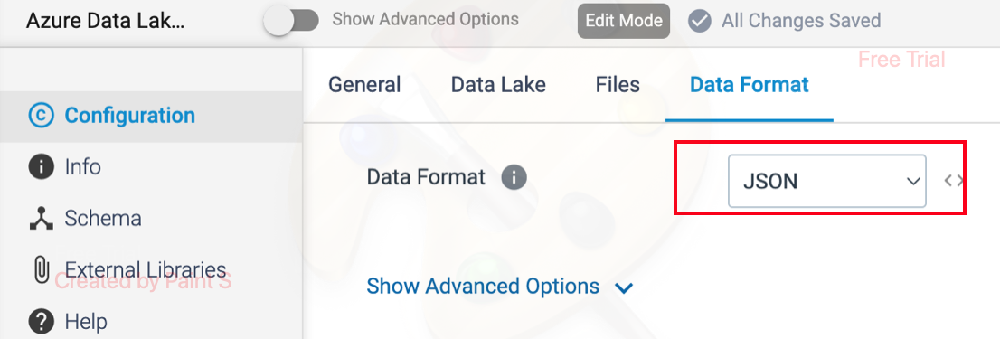 Azure Data Lak...
Show Advanced Options
Edit Mode
All Changes Saved
Free Trial
General
Data Lake
Files
Data Format
Configuration
Info
Schema
External Libraries
Created by Paint S
Help
Data Format
JSON
<>
Show Advanced Options